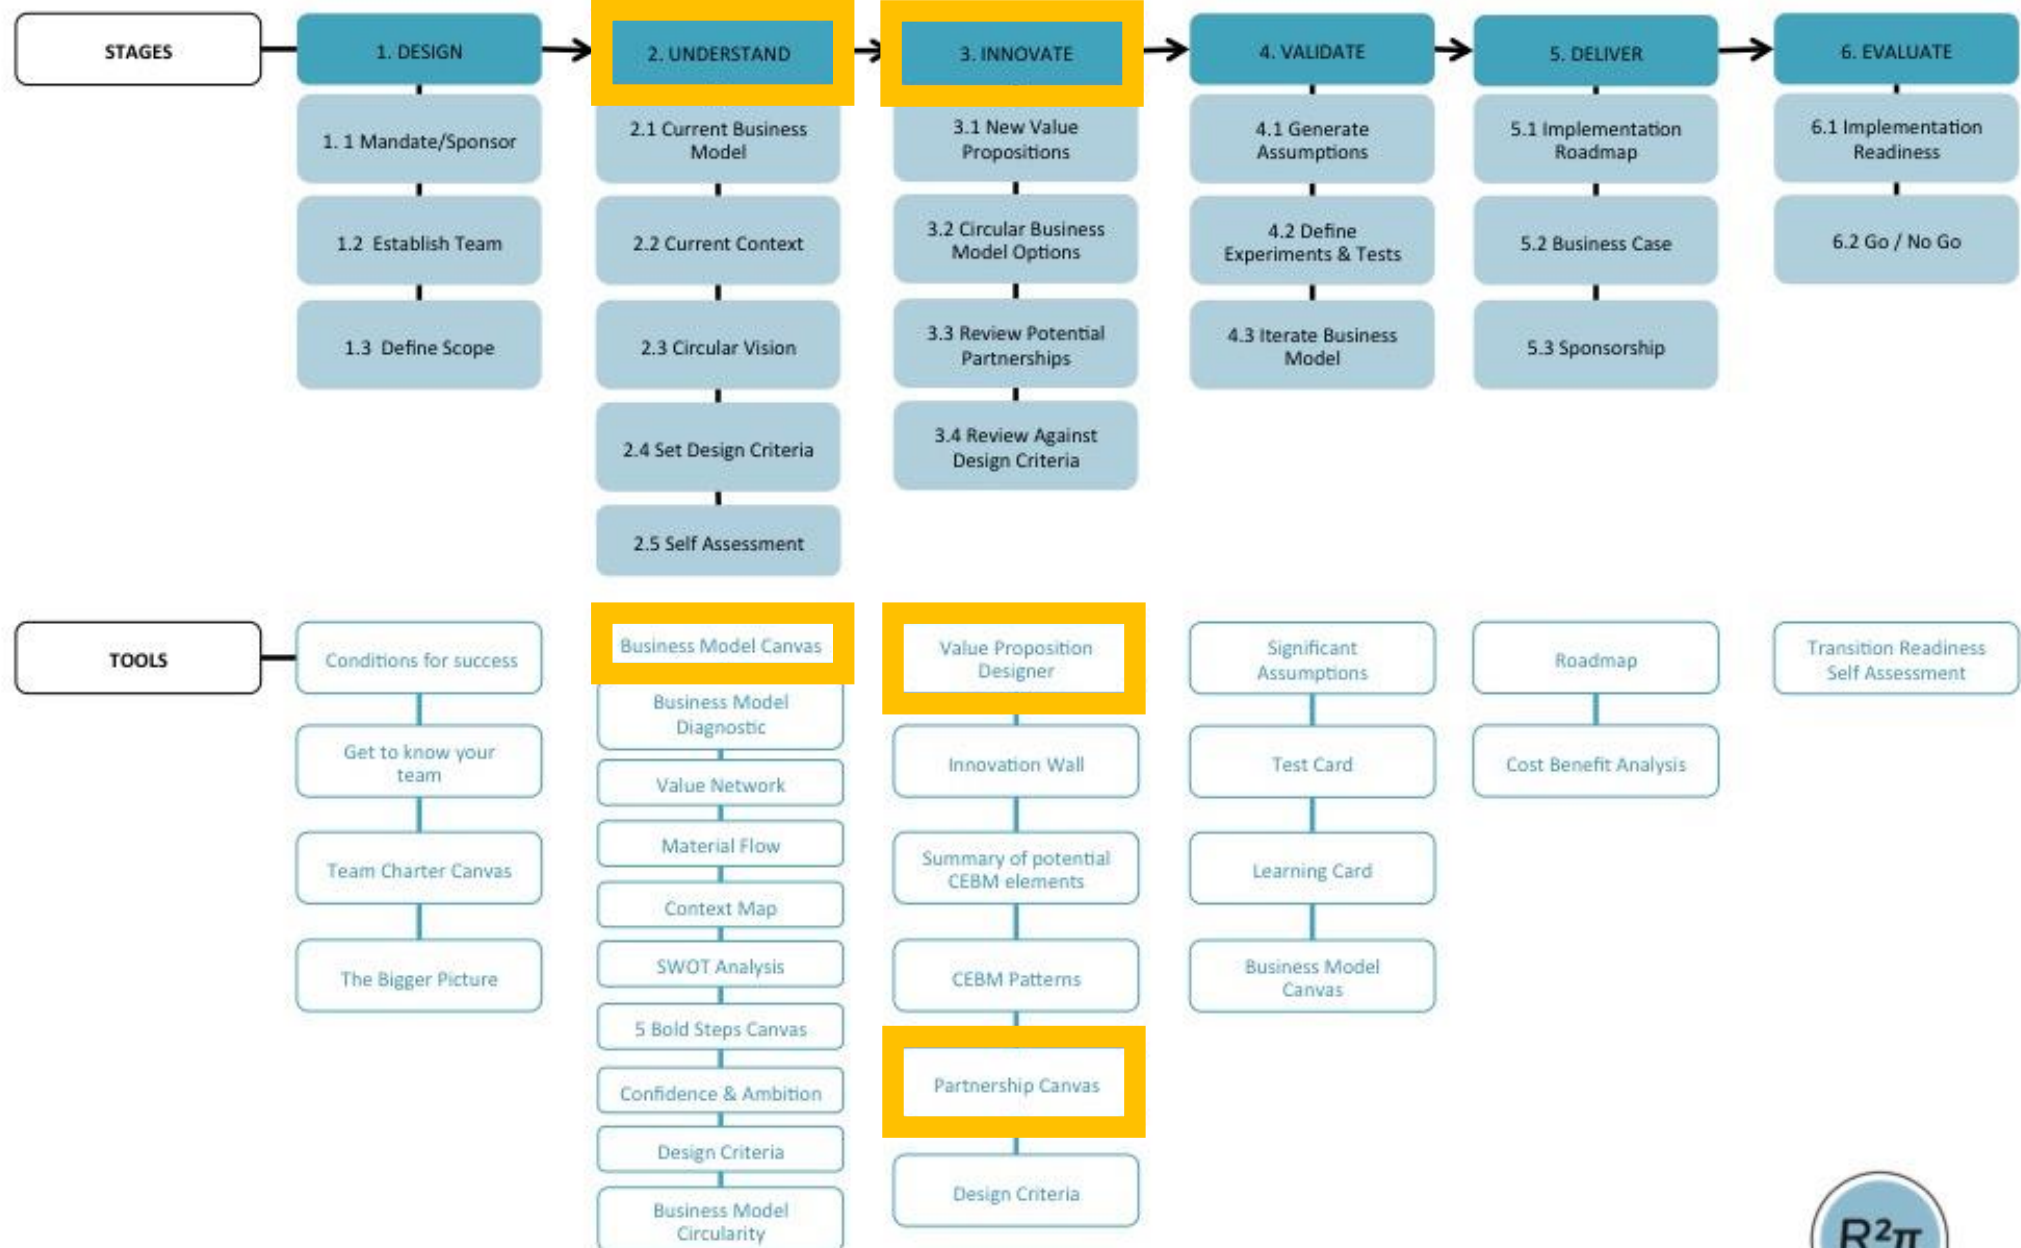 STAGES
1. DESIGN
2. UNDERSTAND
3. INNOVATE
4. VALIDATE
5. DELIVER
6. EVALUATE
1. 1 Mandate/Sponsor
1.2 Establish Team
1.3 Define Scope
2.1 Current Business
Model
2.2 Current Context
2.3 Circular Vision
2.4 Set Design Criteria
2.5 Self Assessment
3.1 New Value
Propositions
3.2 Circular Business
Model Options
3.3 Review Potential
Partnerships
3.4 Review Against
Design Criteria
4.1 Generate
Assumptions
4.2 Define
Experiments & Tests
4.3 Iterate Business
Model
5.1 Implementation
Roadmap
5.2 Business Case
5.3 Sponsorship
6.1 Implementation
Readiness
6.2 Go / No Go
TOOLS
Conditions for success
Get to know your
team
Team Charter Canvas
The Bigger Picture
Business Model Canvas
Business Model
Diagnostic
Value Network
Material Flow
Context Map
SWOT Analysis
5 Bold Steps Canvas
Confidence & Ambition
Design Criteria
Business Model
Circularity
Value Proposition
Designer
Innovation Wall
Summary of potential
CEBM elements
CEBM Patterns
Partnership Canvas
Design Criteria
Significant
Assumptions
Test Card
Learning Card
Business Model
Canvas
Roadmap
Cost Benefit Analysis
Transition Readiness
Self Assessment
R²π